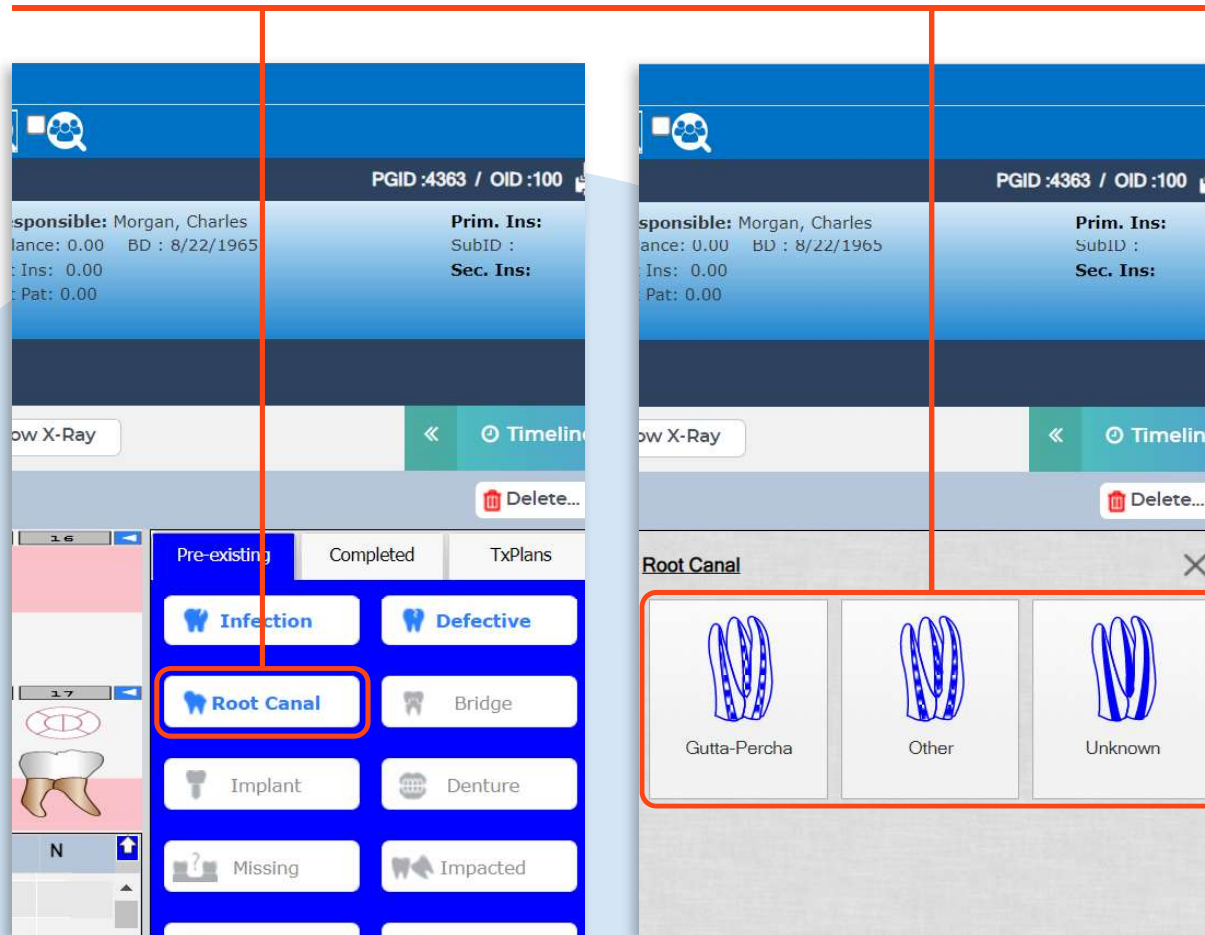 PGID :4363 / OID :100
sponsible: Morgan, Charles
lance: 0.00 BD : 8/22/1965
Ins: 0.00
Pat: 0.00
Prim. Ins:
SubID :
Sec. Ins:
ow X-Ray
« Timelin
Delete...
16
17
N
Pre-existing
Completed
TxPlans
Infection
Defective
Root Canal
Bridge
Implant
Denture
Missing
Impacted
PGID :4363 / OID :100
sponsible: Morgan, Charles
ance: 0.00 BD : 8/22/1965
Ins: 0.00
Pat: 0.00
Prim. Ins:
SubID :
Sec. Ins:
ow X-Ray
« Timelin
Delete...
Root Canal
Gutta-Percha
Other
Unknown